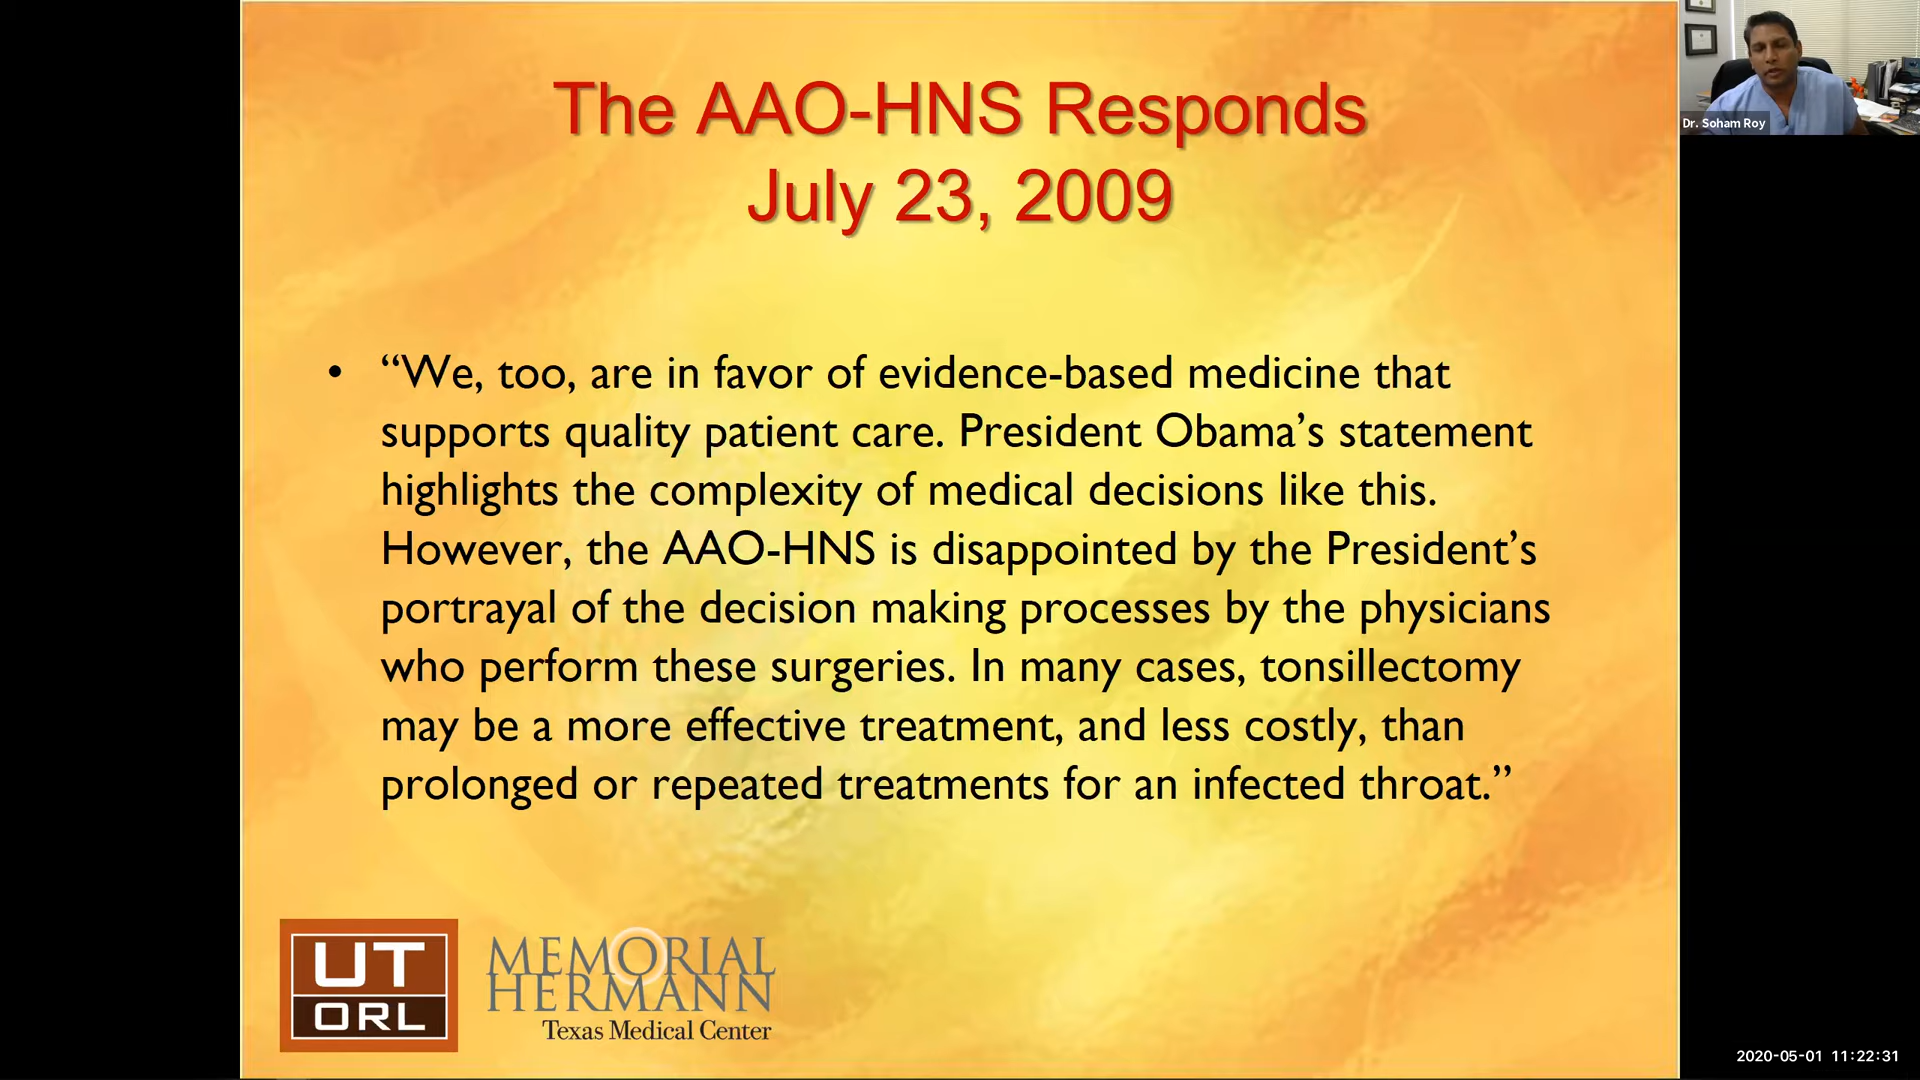 The AAO-HNS Responds
July 23, 2009
• “We, too, are in favor of evidence-based medicine that
supports quality patient care. President Obama’s statement
highlights the complexity of medical decisions like this.
However, the AAO-HNS is disappointed by the President’s
portrayal of the decision making processes by the physicians
who perform these surgeries. In many cases, tonsillectomy
may be a more effective treatment, and less costly, than
prolonged or repeated treatments for an infected throat.”
UT
ORL
MEMORIAL
HERMANN
Texas Medical Center
Dr. Soham Roy
2020-05-01 11:22:31